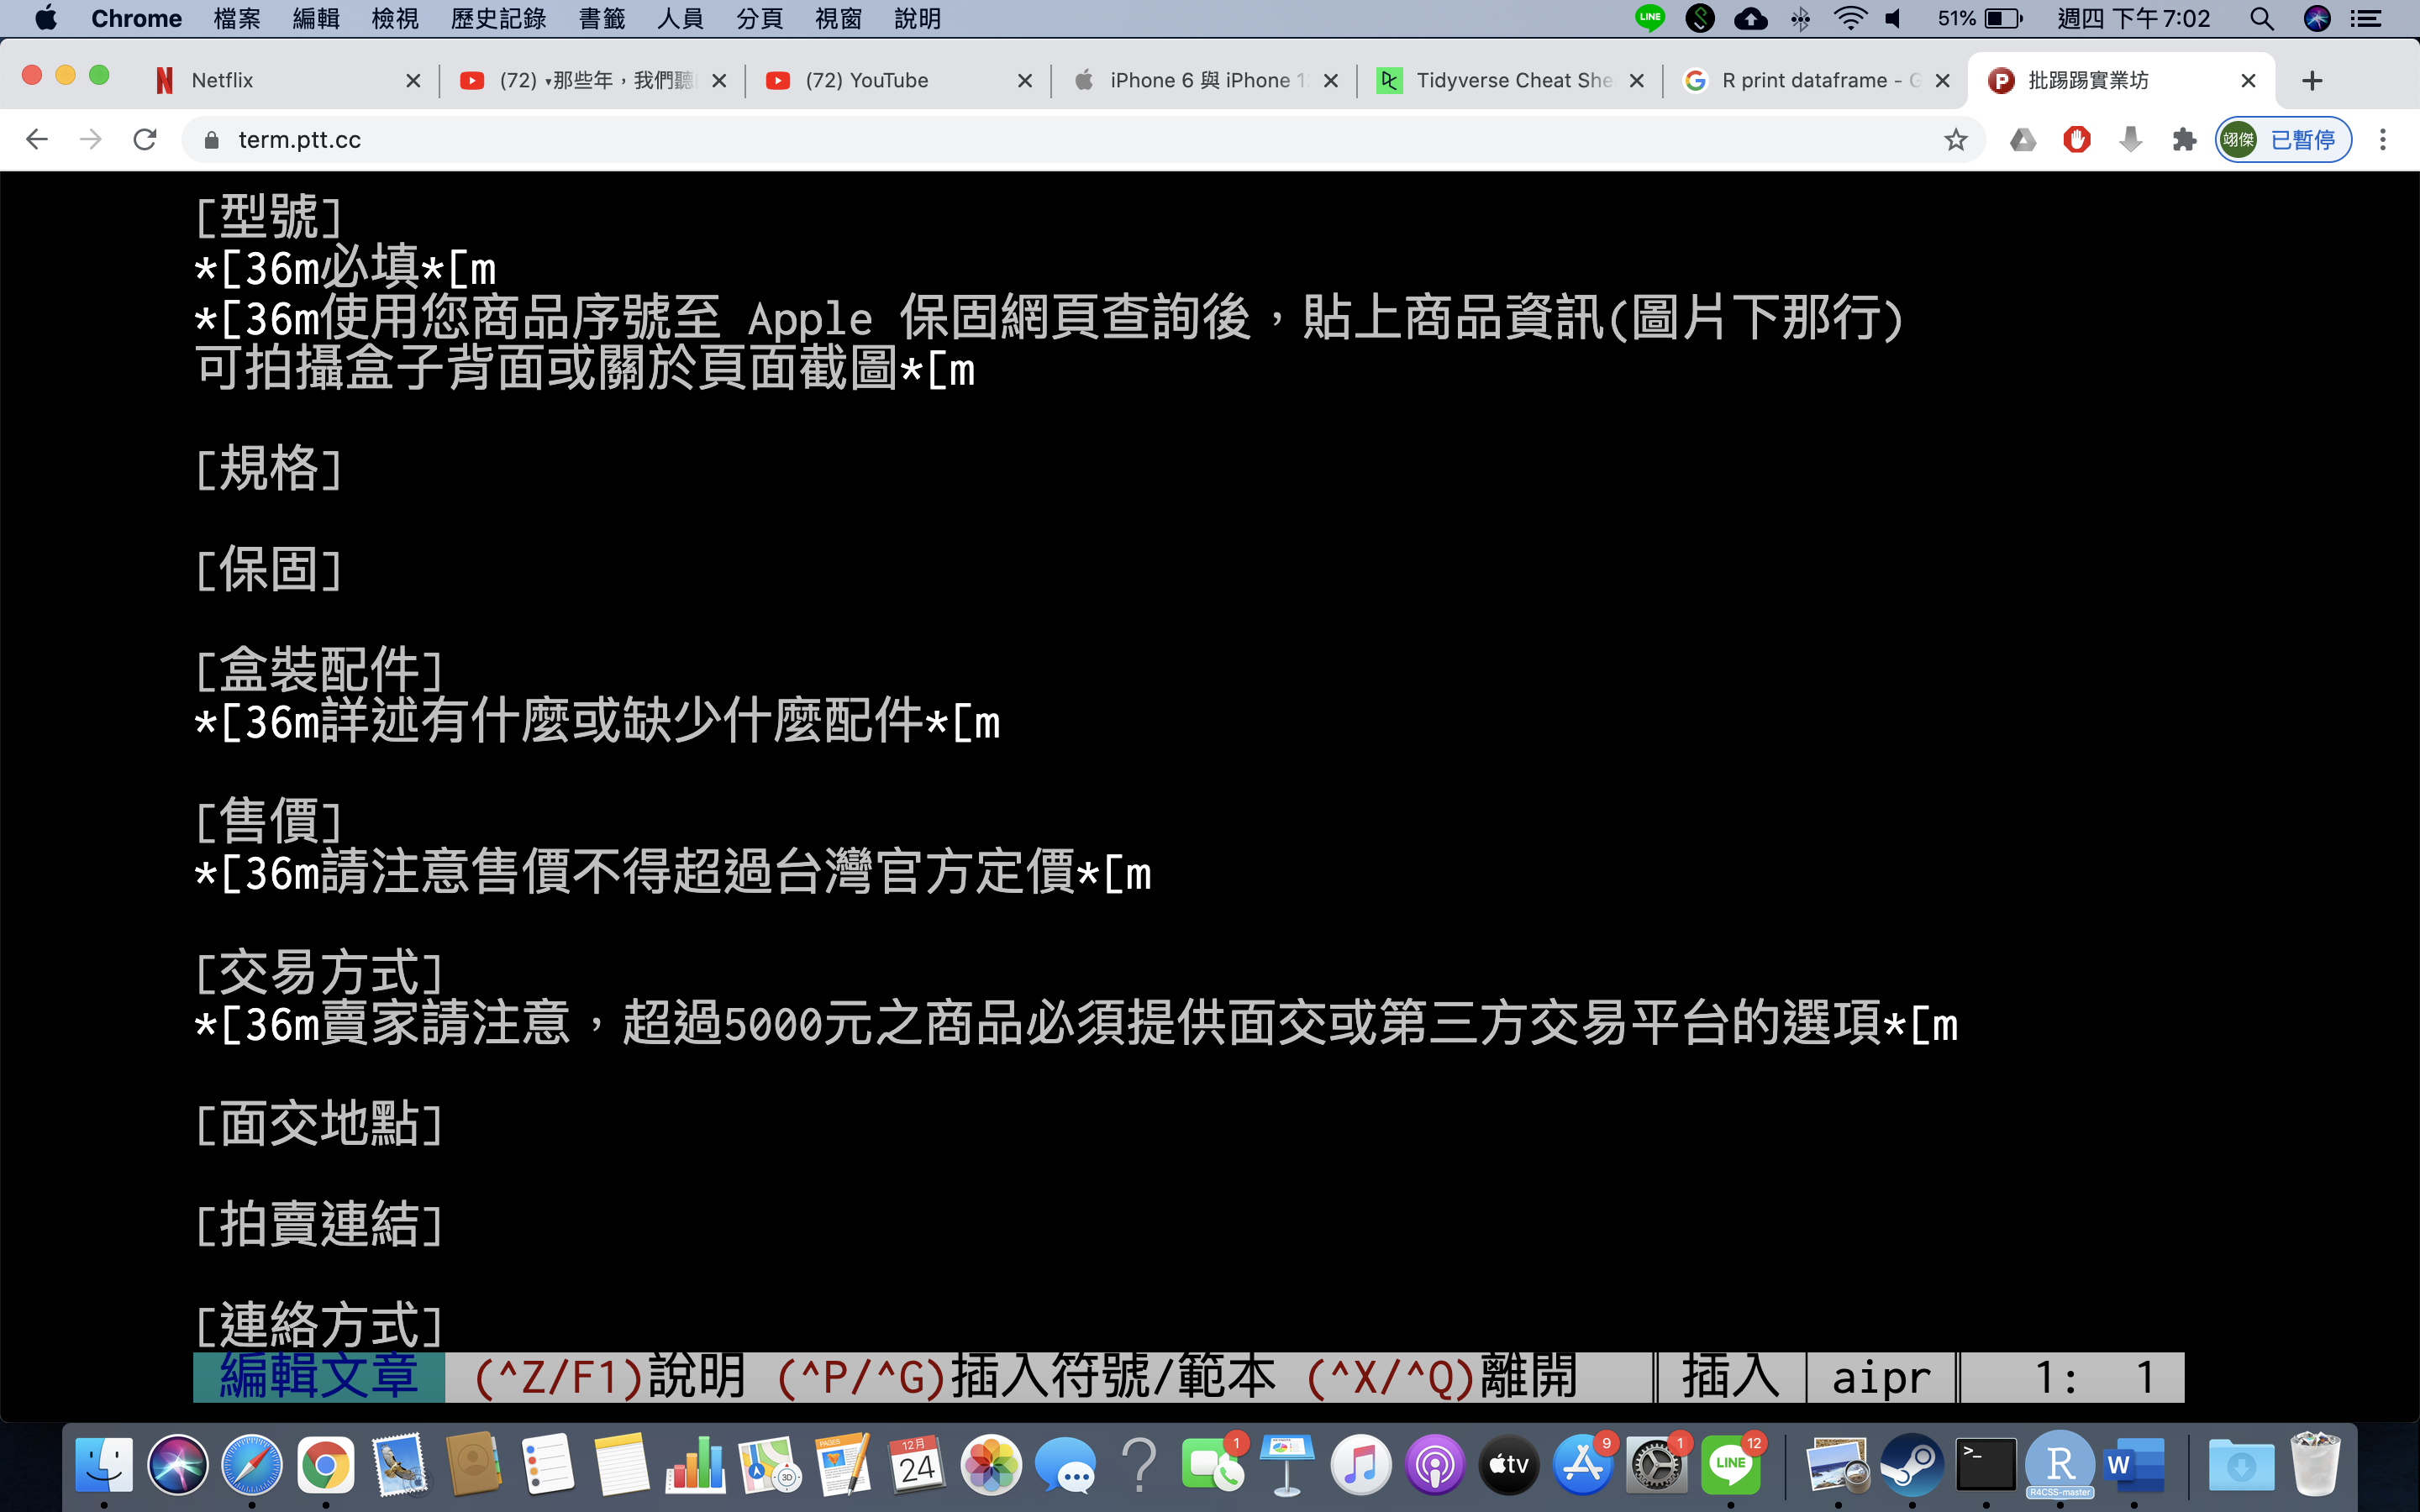 Chrome 檔案 編輯 檢視 歷史記錄 書籤 人員 分頁 視窗 說明 LINE 51% 週四 下午7:02
Netflix (72) ▾那些年，我們聽 (72) YouTube iPhone 6 與 iPhone 1 Tidyverse Cheat She R print dataframe - G 批踢踢實業坊
term.ptt.cc 翊傑 已暫停
[型號]
*[36m必填*[m
*[36m使用您商品序號至 Apple 保固網頁查詢後，貼上商品資訊(圖片下那行)
可拍攝盒子背面或關於頁面截圖*[m
[規格]
[保固]
[盒裝配件]
*[36m詳述有什麼或缺少什麼配件*[m
[售價]
*[36m請注意售價不得超過台灣官方定價*[m
[交易方式]
*[36m賣家請注意，超過5000元之商品必須提供面交或第三方交易平台的選項*[m
[面交地點]
[拍賣連結]
[連絡方式]
編輯文章 (^Z/F1)說明 (^P/^G)插入符號/範本 (^X/^Q)離開 插入 aipr 1: 1
PAGES 3D 12月 24 1 tv 9 1 LINE 12 >_ R R4CSS-master W